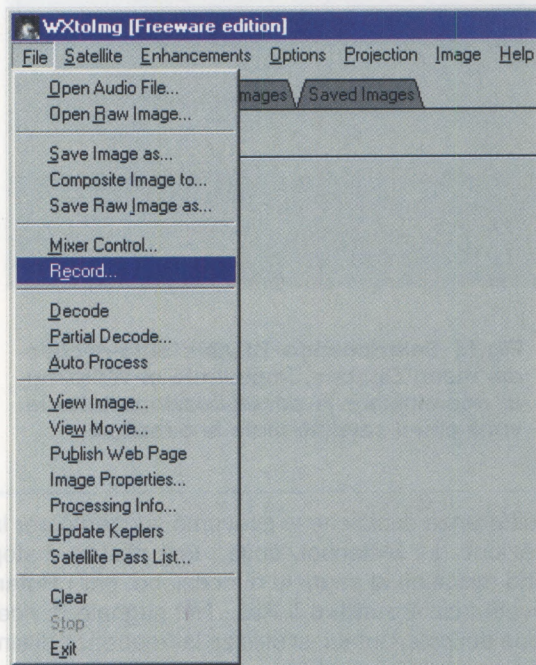 WXtoImg [Freeware edition]
File Satellite Enhancements Options Projection Image Help
mages Saved Images
Open Audio File...
Open Raw Image...
Save Image as...
Composite Image to...
Save Raw Image as...
Mixer Control...
Record...
Decode
Partial Decode...
Auto Process
View Image...
View Movie...
Publish Web Page
Image Properties...
Processing Info...
Update Keplers
Satellite Pass List...
Clear
Stop
Exit